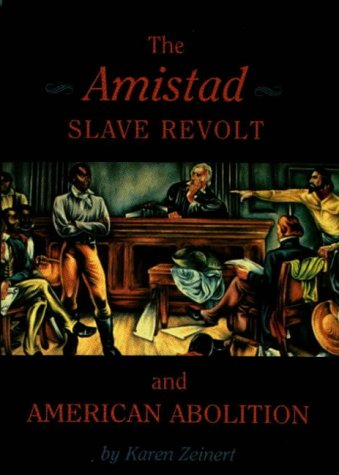 The
Amistad
SLAVE REVOLT
and
AMERICAN ABOLITION
by Karen Zeinert